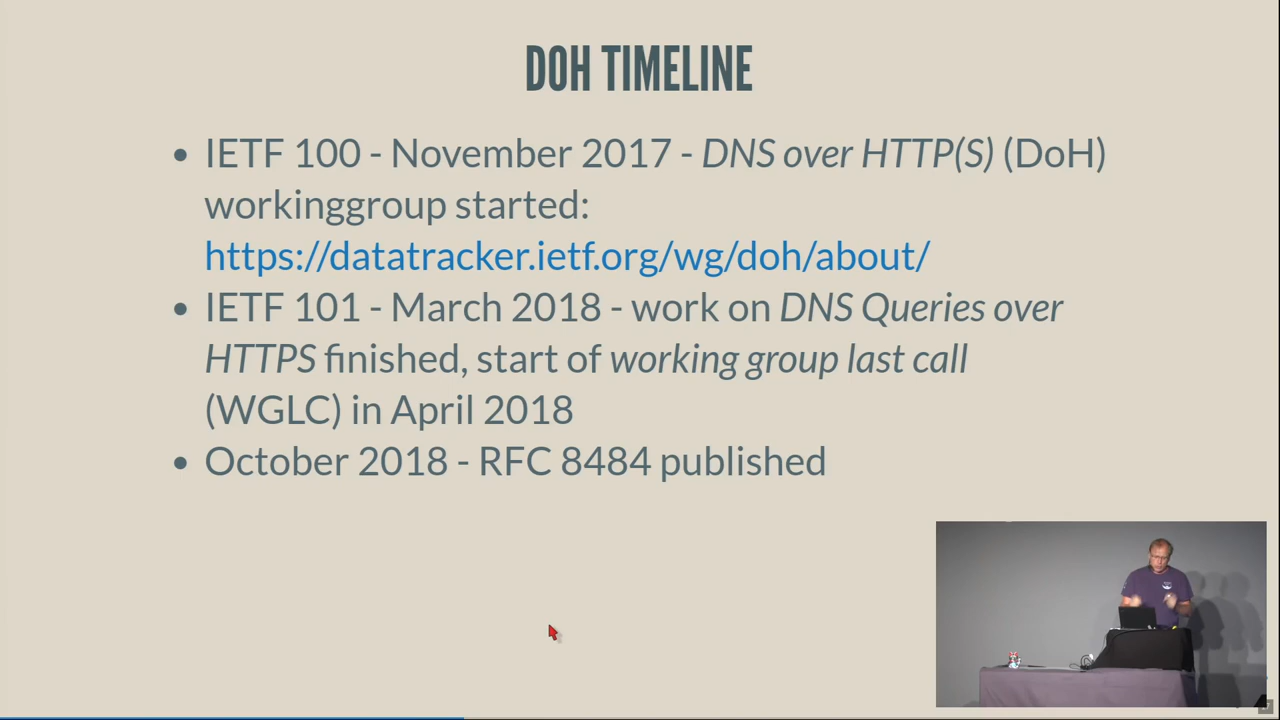 DOH TIMELINE
• IETF 100 - November 2017 - DNS over HTTP(S) (DoH)
workinggroup started:
https://datatracker.ietf.org/wg/doh/about/
• IETF 101 - March 2018 - work on DNS Queries over
HTTPS finished, start of working group last call
(WGLC) in April 2018
• October 2018 - RFC 8484 published